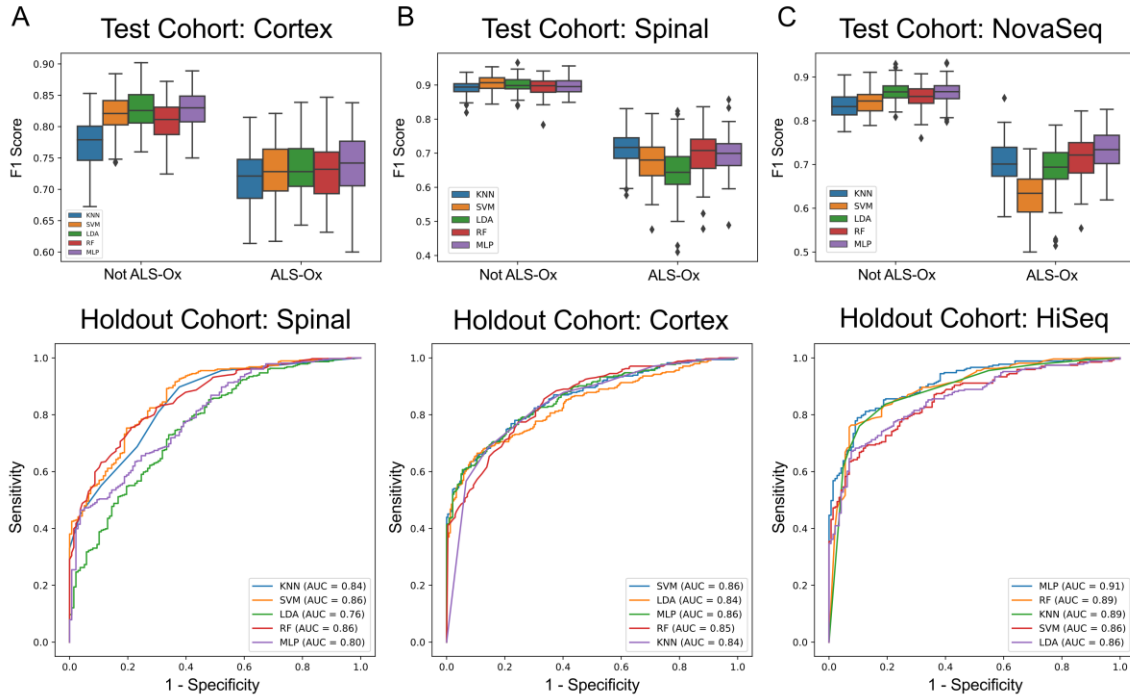 A
Test Cohort: Cortex
F1 Score
0.90
0.85
0.80
0.75
0.70
0.65
0.60
KNN
SVM
LDA
RF
MLP
Not ALS-Ox
ALS-Ox
B
Test Cohort: Spinal
F1 Score
0.9
0.8
0.7
0.6
0.5
0.4
KNN
SVM
LDA
RF
MLP
Not ALS-Ox
ALS-Ox
C
Test Cohort: NovaSeq
F1 Score
0.9
0.8
0.7
0.6
0.5
KNN
SVM
LDA
RF
MLP
Not ALS-Ox
ALS-Ox
Holdout Cohort: Spinal
Sensitivity
1.0
0.8
0.6
0.4
0.2
0.0
KNN (AUC = 0.84)
SVM (AUC = 0.86)
LDA (AUC = 0.76)
RF (AUC = 0.86)
MLP (AUC = 0.80)
0.0 0.2 0.4 0.6 0.8 1.0
1 - Specificity
Holdout Cohort: Cortex
Sensitivity
1.0
0.8
0.6
0.4
0.2
0.0
SVM (AUC = 0.86)
LDA (AUC = 0.84)
MLP (AUC = 0.86)
RF (AUC = 0.85)
KNN (AUC = 0.84)
0.0 0.2 0.4 0.6 0.8 1.0
1 - Specificity
Holdout Cohort: HiSeq
Sensitivity
1.0
0.8
0.6
0.4
0.2
0.0
MLP (AUC = 0.91)
RF (AUC = 0.89)
KNN (AUC = 0.89)
SVM (AUC = 0.86)
LDA (AUC = 0.86)
0.0 0.2 0.4 0.6 0.8 1.0
1 - Specificity